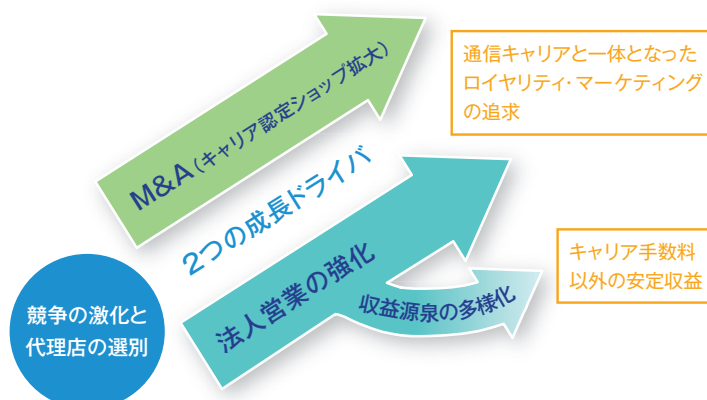 M&A（キャリア認定ショップ拡大）
通信キャリアと一体となった
ロイヤリティ・マーケティング
の追求
2つの成長ドライバ
法人営業の強化
収益源泉の多様化
キャリア手数料
以外の安定収益
競争の激化と
代理店の選別